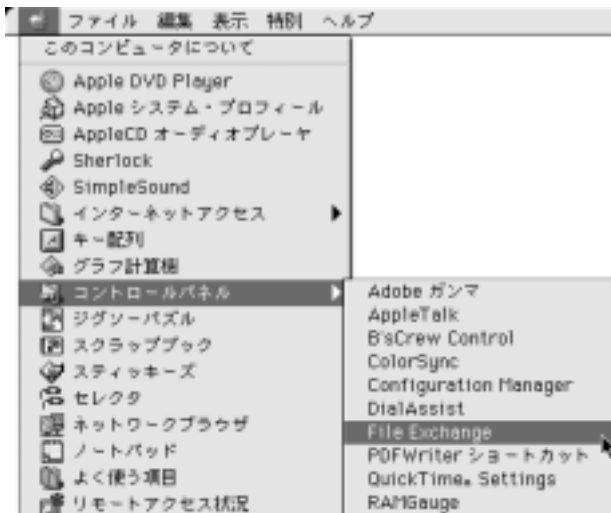 ファイル 編集 表示 特別 ヘルプ
このコンピュータについて
Apple DVD Player
Apple システム・プロフィール
AppleCD オーディオプレーヤ
Sherlock
SimpleSound
インターネットアクセス
キー配列
グラフ計算機
コントロールパネル
ジグソーパズル
スクラップブック
スティッキーズ
セレクタ
ネットワークブラウザ
ノートパッド
よく使う項目
リモートアクセス状況
Adobe ガンマ
AppleTalk
B'sCrew Control
ColorSync
Configuration Manager
DialAssist
File Exchange
PDFWriter ショートカット
QuickTime™ Settings
RAMGauge